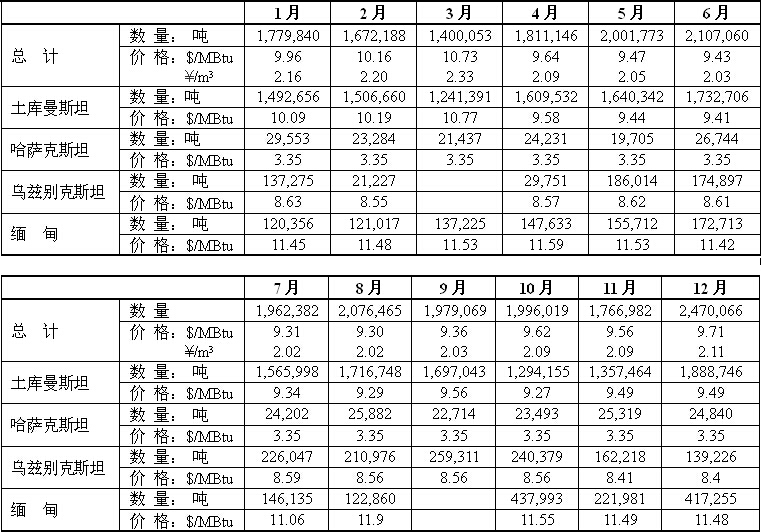 1月 2月 3月 4月 5月 6月
总 计 数 量： 吨 1,779,840 1,672,188 1,400,053 1,811,146 2,001,773 2,107,060
价 格：$/MBtu 9.96 10.16 10.73 9.64 9.47 9.43
¥/m³ 2.16 2.20 2.33 2.09 2.05 2.03
土库曼斯坦 数 量：吨 1,492,656 1,506,660 1,241,391 1,609,532 1,640,342 1,732,706
价 格：$/MBtu 10.09 10.19 10.77 9.58 9.44 9.41
哈萨克斯坦 数 量：吨 29,553 23,284 21,437 24,231 19,705 26,744
价 格：$/MBtu 3.35 3.35 3.35 3.35 3.35 3.35
乌兹别克斯坦 数 量： 吨 137,275 21,227 29,751 186,014 174,897
价 格：$/MBtu 8.63 8.55 8.57 8.62 8.61
缅 甸 数 量： 吨 120,356 121,017 137,225 147,633 155,712 172,713
价 格：$/MBtu 11.45 11.48 11.53 11.59 11.53 11.42
7月 8月 9月 10月 11月 12月
总 计 数 量 1,962,382 2,076,465 1,979,069 1,996,019 1,766,982 2,470,066
价 格：$/MBtu 9.31 9.30 9.36 9.62 9.56 9.71
¥/m³ 2.02 2.02 2.03 2.09 2.09 2.11
土库曼斯坦 数 量： 吨 1,565,998 1,716,748 1,697,043 1,294,155 1,357,464 1,888,746
价 格：$/MBtu 9.34 9.29 9.56 9.27 9.49 9.49
哈萨克斯坦 数 量： 吨 24,202 25,882 22,714 23,493 25,319 24,840
价 格：$/MBtu 3.35 3.35 3.35 3.35 3.35 3.35
乌兹别克斯坦 数 量： 吨 226,047 210,976 259,311 240,379 162,218 139,226
价 格：$/MBtu 8.59 8.56 8.56 8.56 8.41 8.4
缅 甸 数 量： 吨 146,135 122,860 437,993 221,981 417,255
价 格：$/MBtu 11.06 11.9 11.55 11.49 11.48